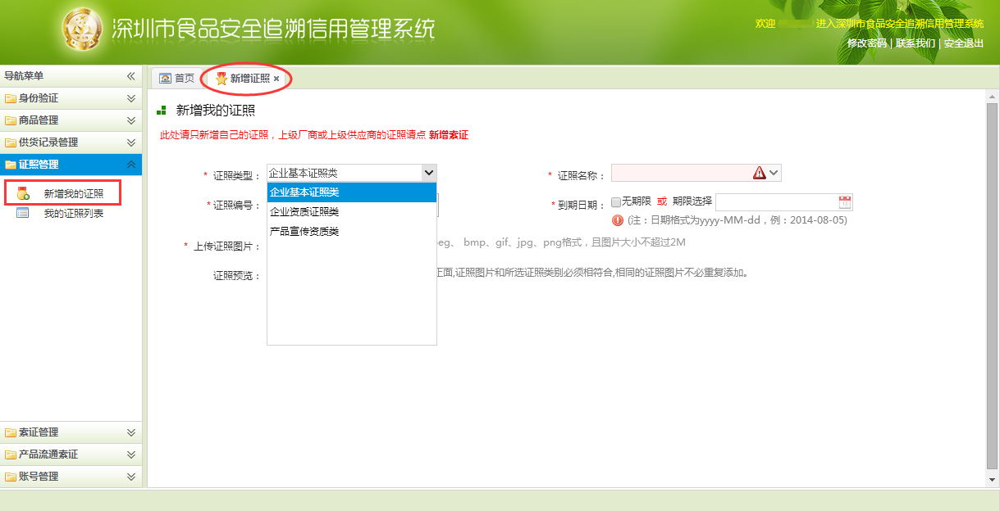 深圳市食品安全追溯信用管理系统
欢迎 进入深圳市食品安全追溯信用管理系统
修改密码 | 联系我们 | 安全退出
导航菜单
身份验证
商品管理
供货记录管理
证照管理
新增我的证照
我的证照列表
索证管理
产品流通索证
账号管理
首页 新增证照 ×
新增我的证照
此处请只新增自己的证照，上级厂商或上级供应商的证照请点 新增索证
* 证照类型： 企业基本证照类
* 证照名称：
企业基本证照类
企业资质证照类
产品宣传资质类
* 证照编号：
* 到期日期： 无期限 或 期限选择
(注：日期格式为yyyy-MM-dd，例：2014-08-05)
* 上传证照图片： eg、 bmp、gif、jpg、png格式，且图片大小不超过2M
证照预览： 正面,证照图片和所选证照类别必须相符合,相同的证照图片不必重复添加。